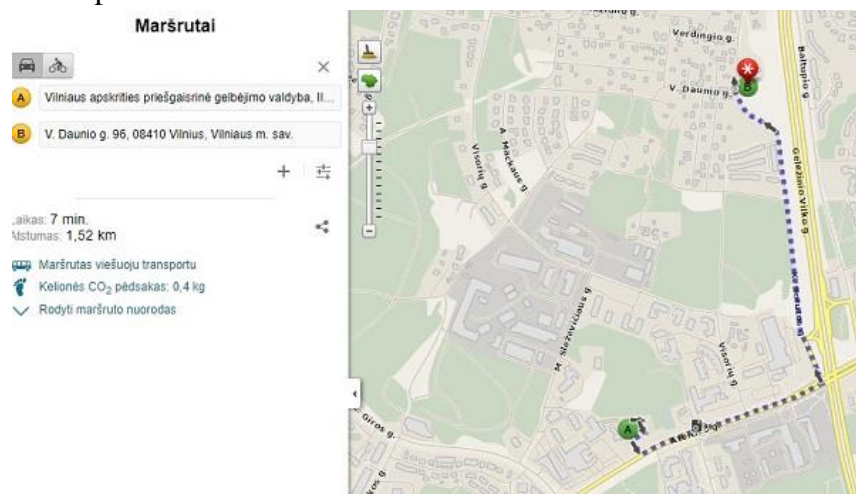 Maršrutai
A Vilniaus apskrities priešgaisrinė gelbėjimo valdyba, II...
B V. Daunio g. 96, 08410 Vilnius, Vilniaus m. sav.
Laikas: 7 min.
Atstumas: 1,52 km
Maršrutas viešuoju transportu
Kelionės CO₂ pėdsakas: 0,4 kg
Rodyti maršruto nuorodas
Verdingio g.
V. Daunio g.
B
Baltupio g.
A. Mackaus g.
Visorių g.
Geležinio Vilko g.
M. Sleževičiaus g.
Visorių g.
A
Giros g.